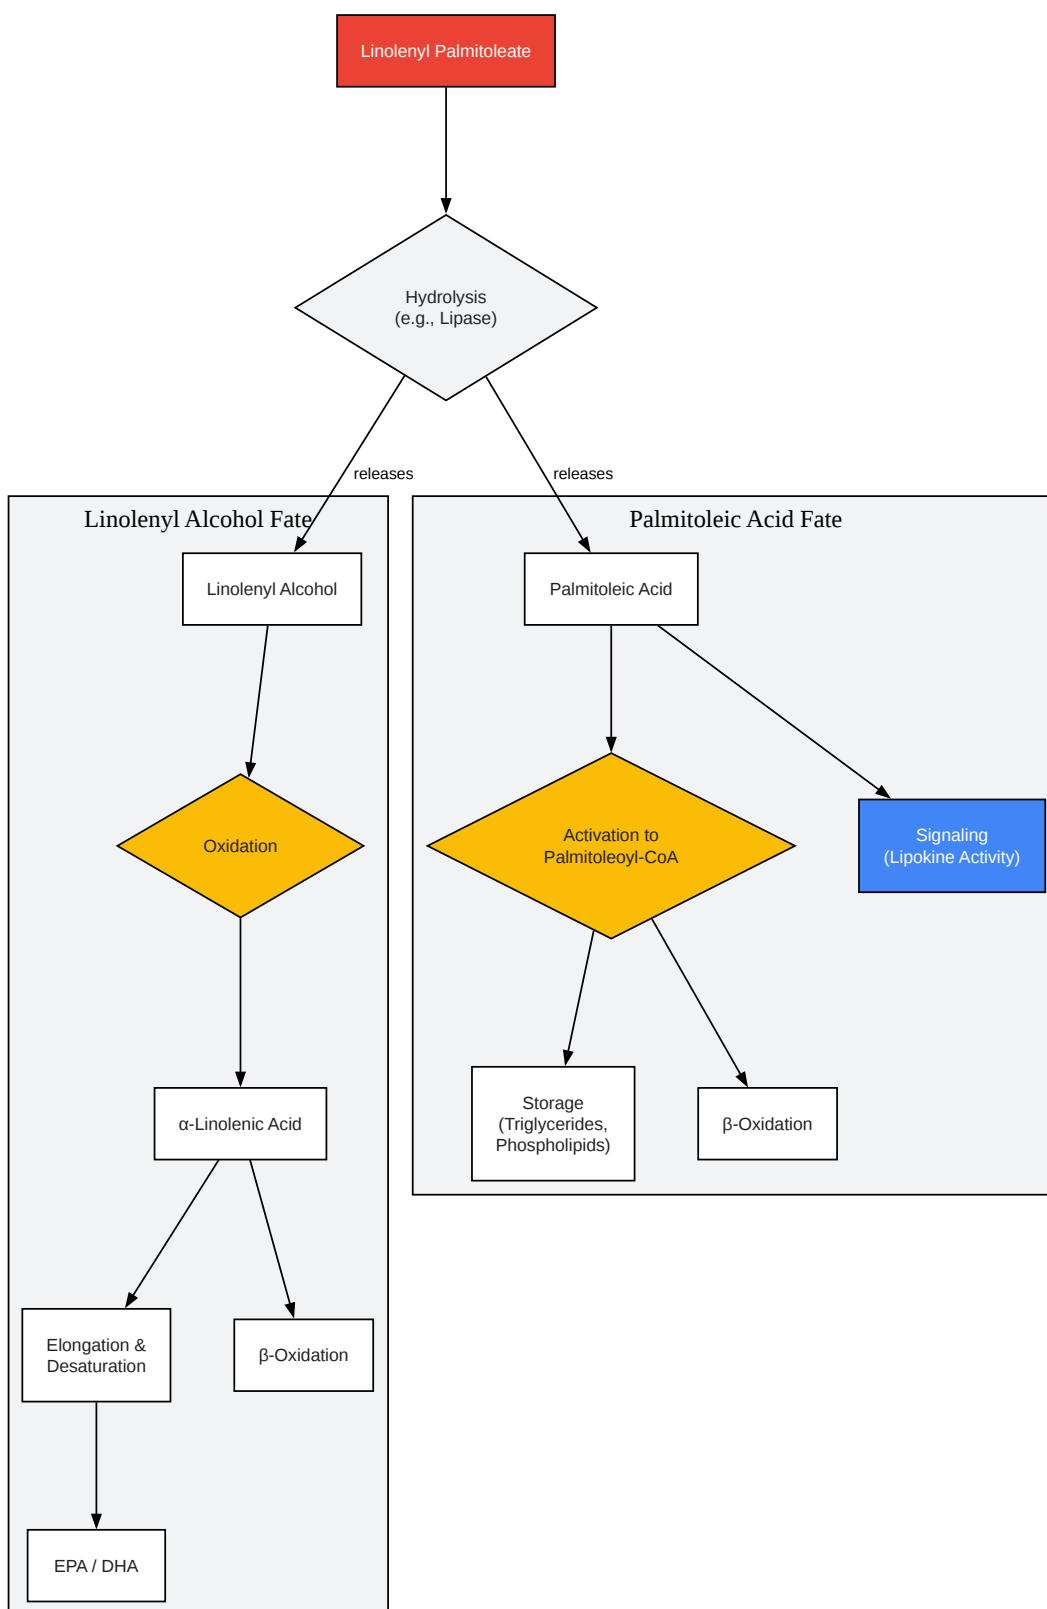 Linolenyl Palmitoleate
Hydrolysis
(e.g., Lipase)
releases
releases
Linolenyl Alcohol Fate
Palmitoleic Acid Fate
Linolenyl Alcohol
Palmitoleic Acid
Oxidation
Activation to
Palmitoleoyl-CoA
Signaling
(Lipokine Activity)
α-Linolenic Acid
Storage
(Triglycerides,
Phospholipids)
β-Oxidation
Elongation &
Desaturation
β-Oxidation
EPA / DHA